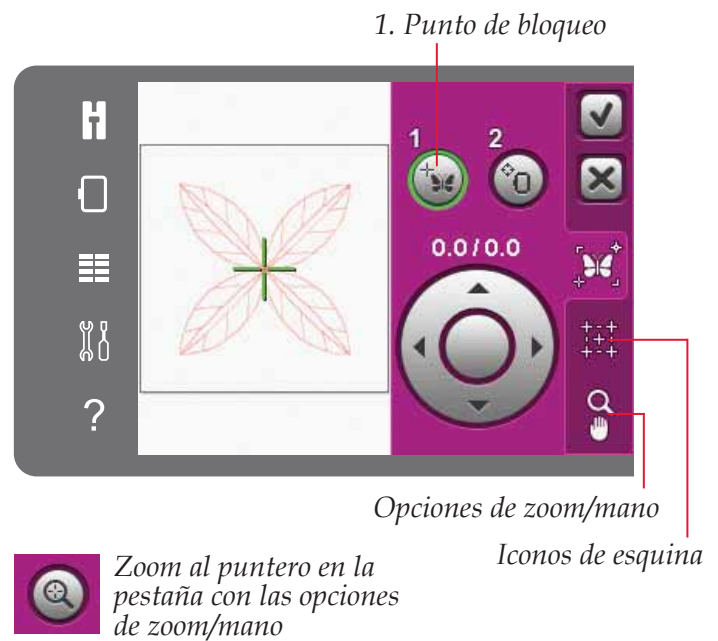 1. Punto de bloqueo
1 2
0.0/0.0
?
Opciones de zoom/mano
Iconos de esquina
Zoom al puntero en la
pestaña con las opciones
de zoom/mano